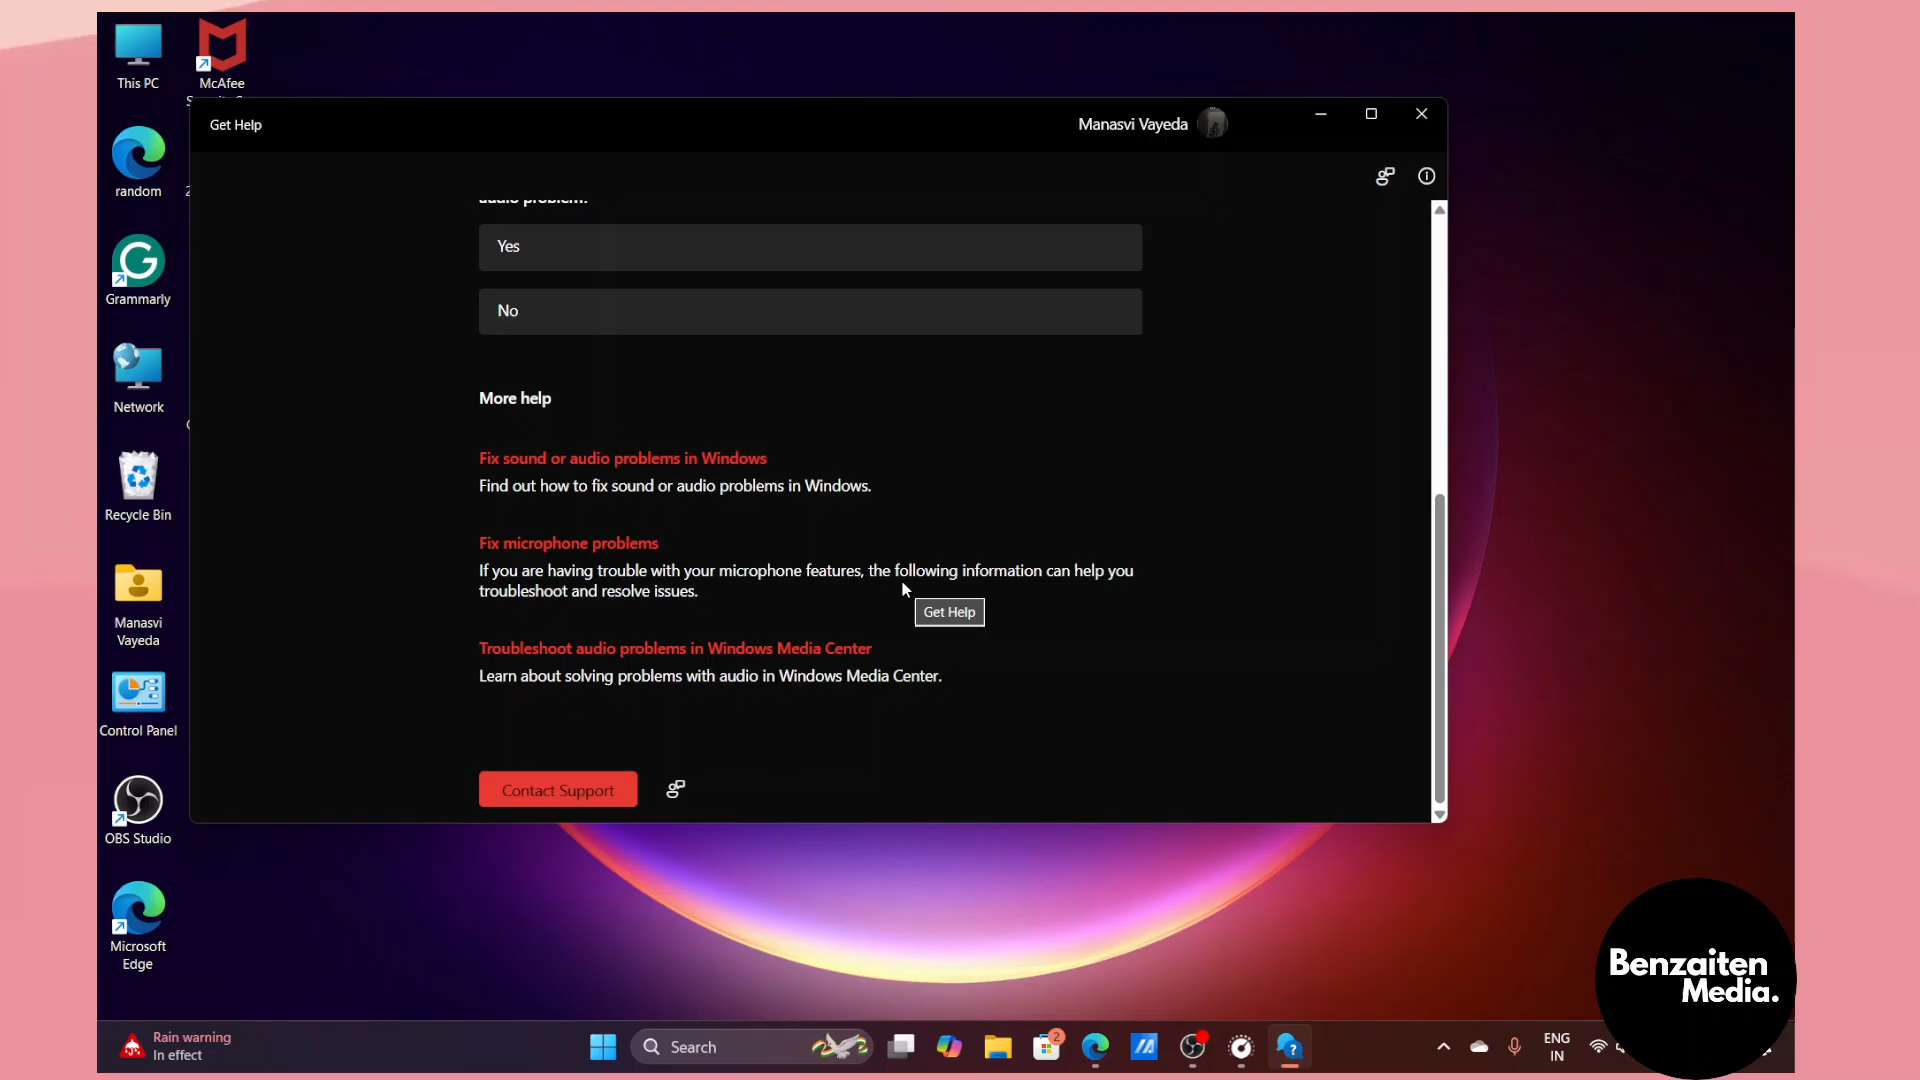 This PC
McAfee
random
Grammarly
Network
Recycle Bin
Manasvi
Vayeda
Control Panel
OBS Studio
Microsoft
Edge
Get Help
Manasvi Vayeda
audio problem?
Yes
No
More help
Fix sound or audio problems in Windows
Find out how to fix sound or audio problems in Windows.
Fix microphone problems
If you are having trouble with your microphone features, the following information can help you
troubleshoot and resolve issues.
Get Help
Troubleshoot audio problems in Windows Media Center
Learn about solving problems with audio in Windows Media Center.
Contact Support
Benzaiten
Media.
Rain warning
In effect
Search
2
ENG
IN